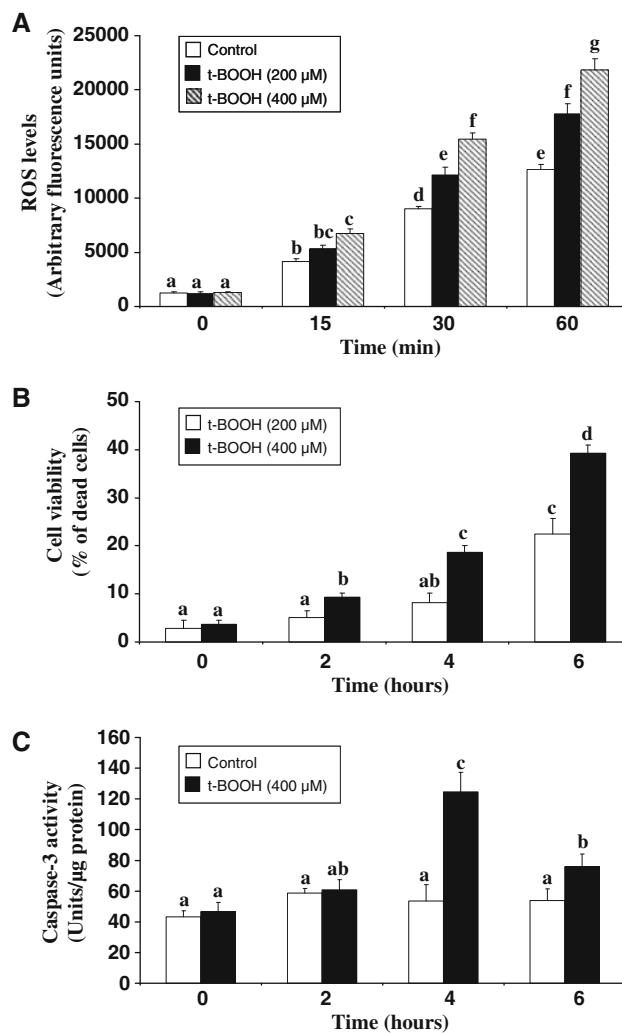 A
25000
20000
15000
10000
5000
0
ROS levels
(Arbitrary fluorescence units)
Control
t-BOOH (200 µM)
t-BOOH (400 µM)
a a a
b bc c
d e f
e f g
0 15 30 60
Time (min)
B
50
40
30
20
10
0
Cell viability
(% of dead cells)
t-BOOH (200 µM)
t-BOOH (400 µM)
a a
a b
ab c
c d
0 2 4 6
Time (hours)
C
160
140
120
100
80
60
40
20
0
Caspase-3 activity
(Units/µg protein)
Control
t-BOOH (400 µM)
a a
a ab
a c
a b
0 2 4 6
Time (hours)